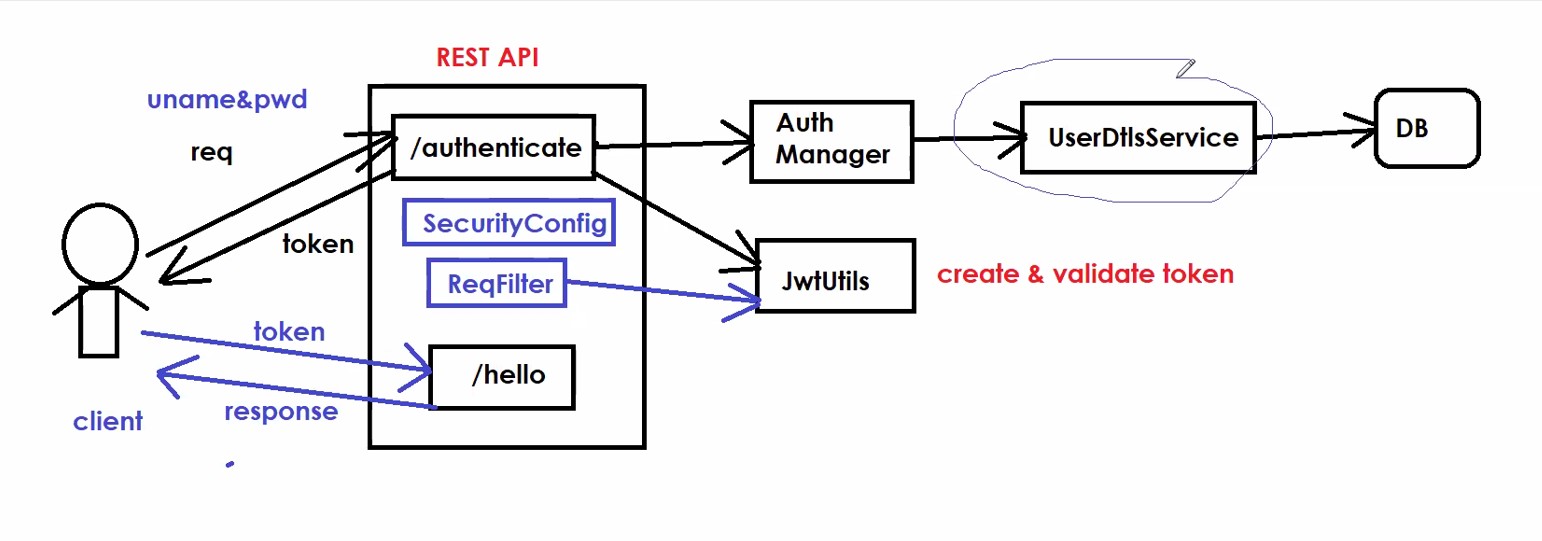 REST API
uname&pwd
req
/authenticate
Auth
Manager
UserDtlsService
DB
SecurityConfig
token
ReqFilter
JwtUtils
create & validate token
token
/hello
response
client